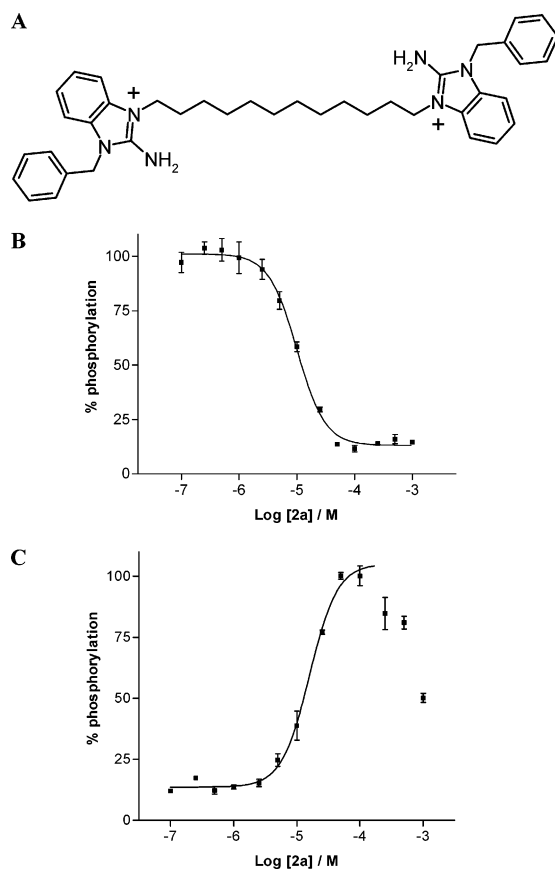 A
H2N
N
N
+
N
+
N
NH2
B
100
75
50
25
0
% phosphorylation
-7 -6 -5 -4 -3
Log [2a] / M
C
100
75
50
25
0
% phosphorylation
-7 -6 -5 -4 -3
Log [2a] / M